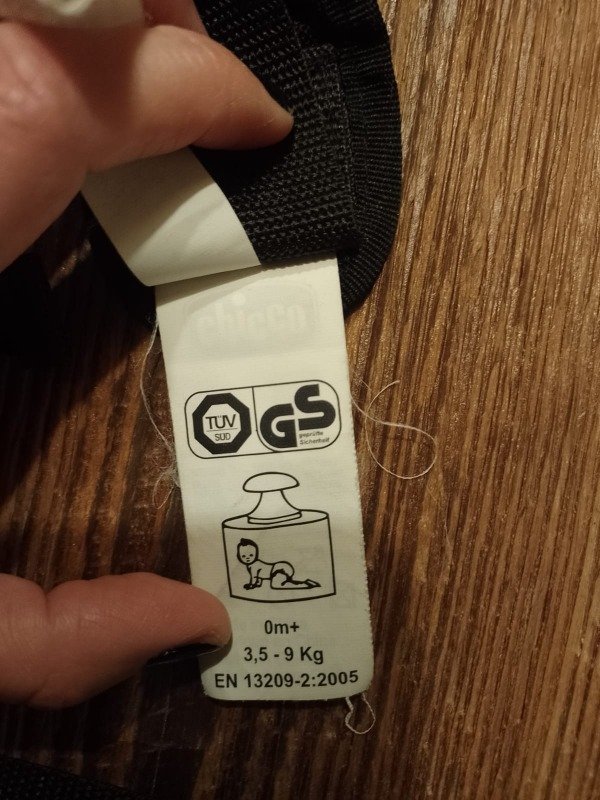 chicco
TÜV
SÜD
GS
geprüfte
Sicherheit
0m+
3,5 - 9 Kg
EN 13209-2:2005